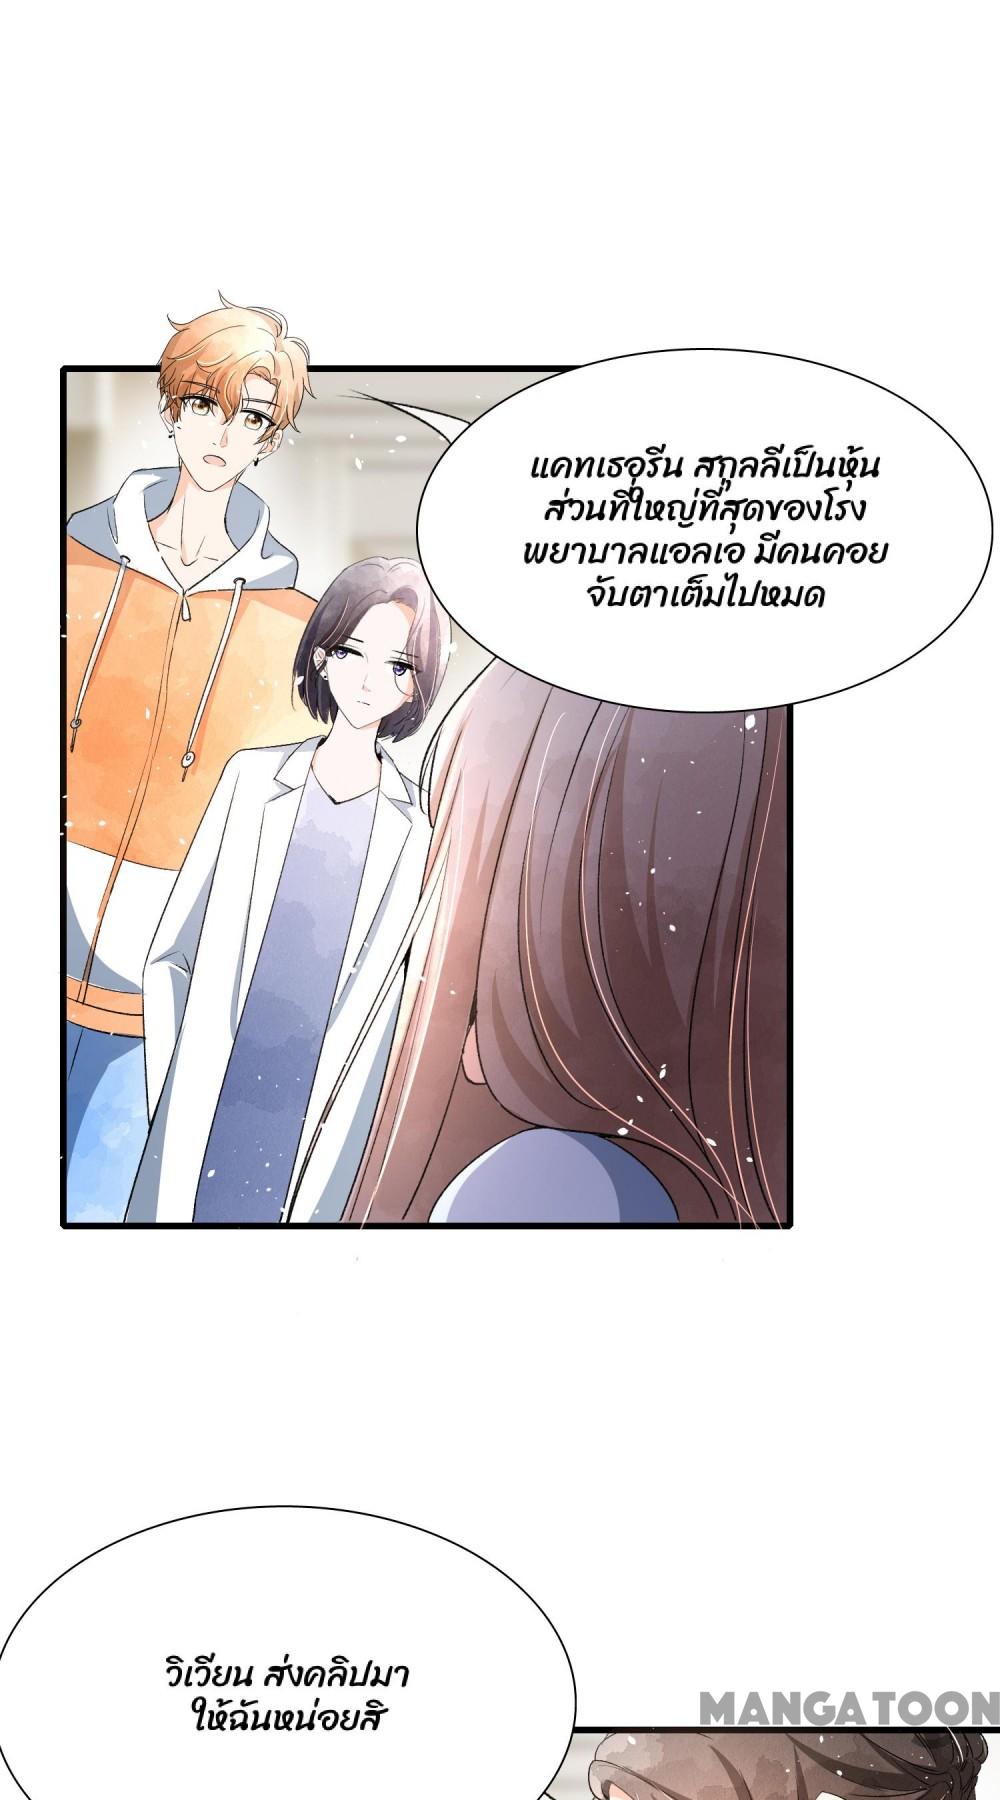 แคทเธอรีน สกุลลีเป็นหุ้น
ส่วนที่ใหญ่ที่สุดของโรง
พยาบาลแอลเอ มีคนคอย
จับตาเต็มไปหมด
วิเวียน ส่งคลิปมา
ให้ฉันหน่อยสิ
MANGATOON